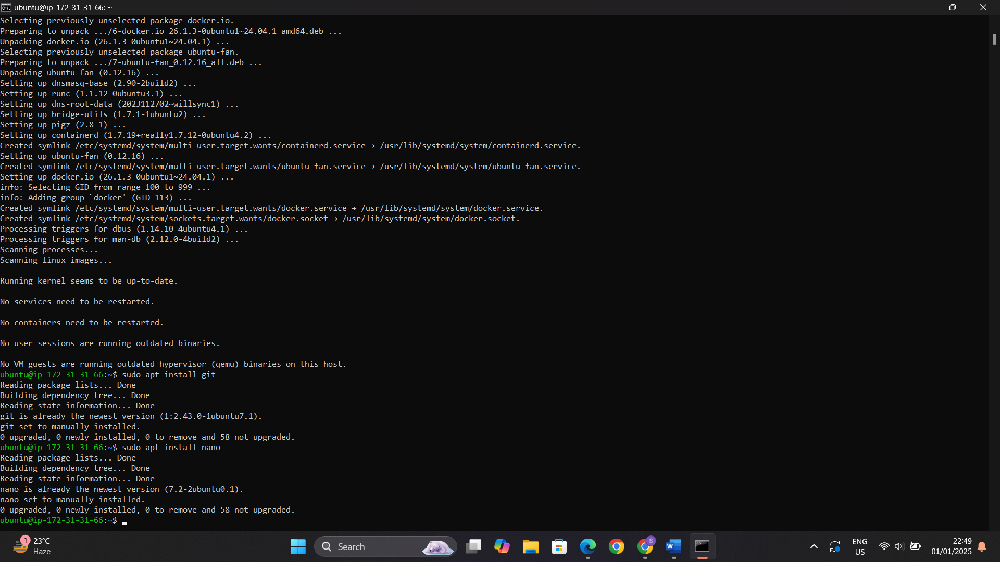 ubuntu@ip-172-31-31-66: ~
Selecting previously unselected package docker.io.
Preparing to unpack .../6-docker.io_26.1.3-0ubuntu1~24.04.1_amd64.deb ...
Unpacking docker.io (26.1.3-0ubuntu1~24.04.1) ...
Selecting previously unselected package ubuntu-fan.
Preparing to unpack .../7-ubuntu-fan_0.12.16_all.deb ...
Unpacking ubuntu-fan (0.12.16) ...
Setting up dnsmasq-base (2.90-2build2) ...
Setting up runc (1.1.12-0ubuntu3.1) ...
Setting up dns-root-data (2023112702~willsync1) ...
Setting up bridge-utils (1.7.1-1ubuntu2) ...
Setting up pigz (2.8-1) ...
Setting up containerd (1.7.19+really1.7.12-0ubuntu4.2) ...
Created symlink /etc/systemd/system/multi-user.target.wants/containerd.service → /usr/lib/systemd/system/containerd.service.
Setting up ubuntu-fan (0.12.16) ...
Created symlink /etc/systemd/system/multi-user.target.wants/ubuntu-fan.service → /usr/lib/systemd/system/ubuntu-fan.service.
Setting up docker.io (26.1.3-0ubuntu1~24.04.1) ...
info: Selecting GID from range 100 to 999 ...
info: Adding group `docker' (GID 113) ...
Created symlink /etc/systemd/system/multi-user.target.wants/docker.service → /usr/lib/systemd/system/docker.service.
Created symlink /etc/systemd/system/sockets.target.wants/docker.socket → /usr/lib/systemd/system/docker.socket.
Processing triggers for dbus (1.14.10-4ubuntu4.1) ...
Processing triggers for man-db (2.12.0-4build2) ...
Scanning processes...
Scanning linux images...
Running kernel seems to be up-to-date.
No services need to be restarted.
No containers need to be restarted.
No user sessions are running outdated binaries.
No VM guests are running outdated hypervisor (qemu) binaries on this host.
ubuntu@ip-172-31-31-66:~$ sudo apt install git
Reading package lists... Done
Building dependency tree... Done
Reading state information... Done
git is already the newest version (1:2.43.0-1ubuntu7.1).
git set to manually installed.
0 upgraded, 0 newly installed, 0 to remove and 58 not upgraded.
ubuntu@ip-172-31-31-66:~$ sudo apt install nano
Reading package lists... Done
Building dependency tree... Done
Reading state information... Done
nano is already the newest version (7.2-2ubuntu0.1).
nano set to manually installed.
0 upgraded, 0 newly installed, 0 to remove and 58 not upgraded.
ubuntu@ip-172-31-31-66:~$
1
23°C
Haze
Search
S
W
ENG
US
22:49
01/01/2025